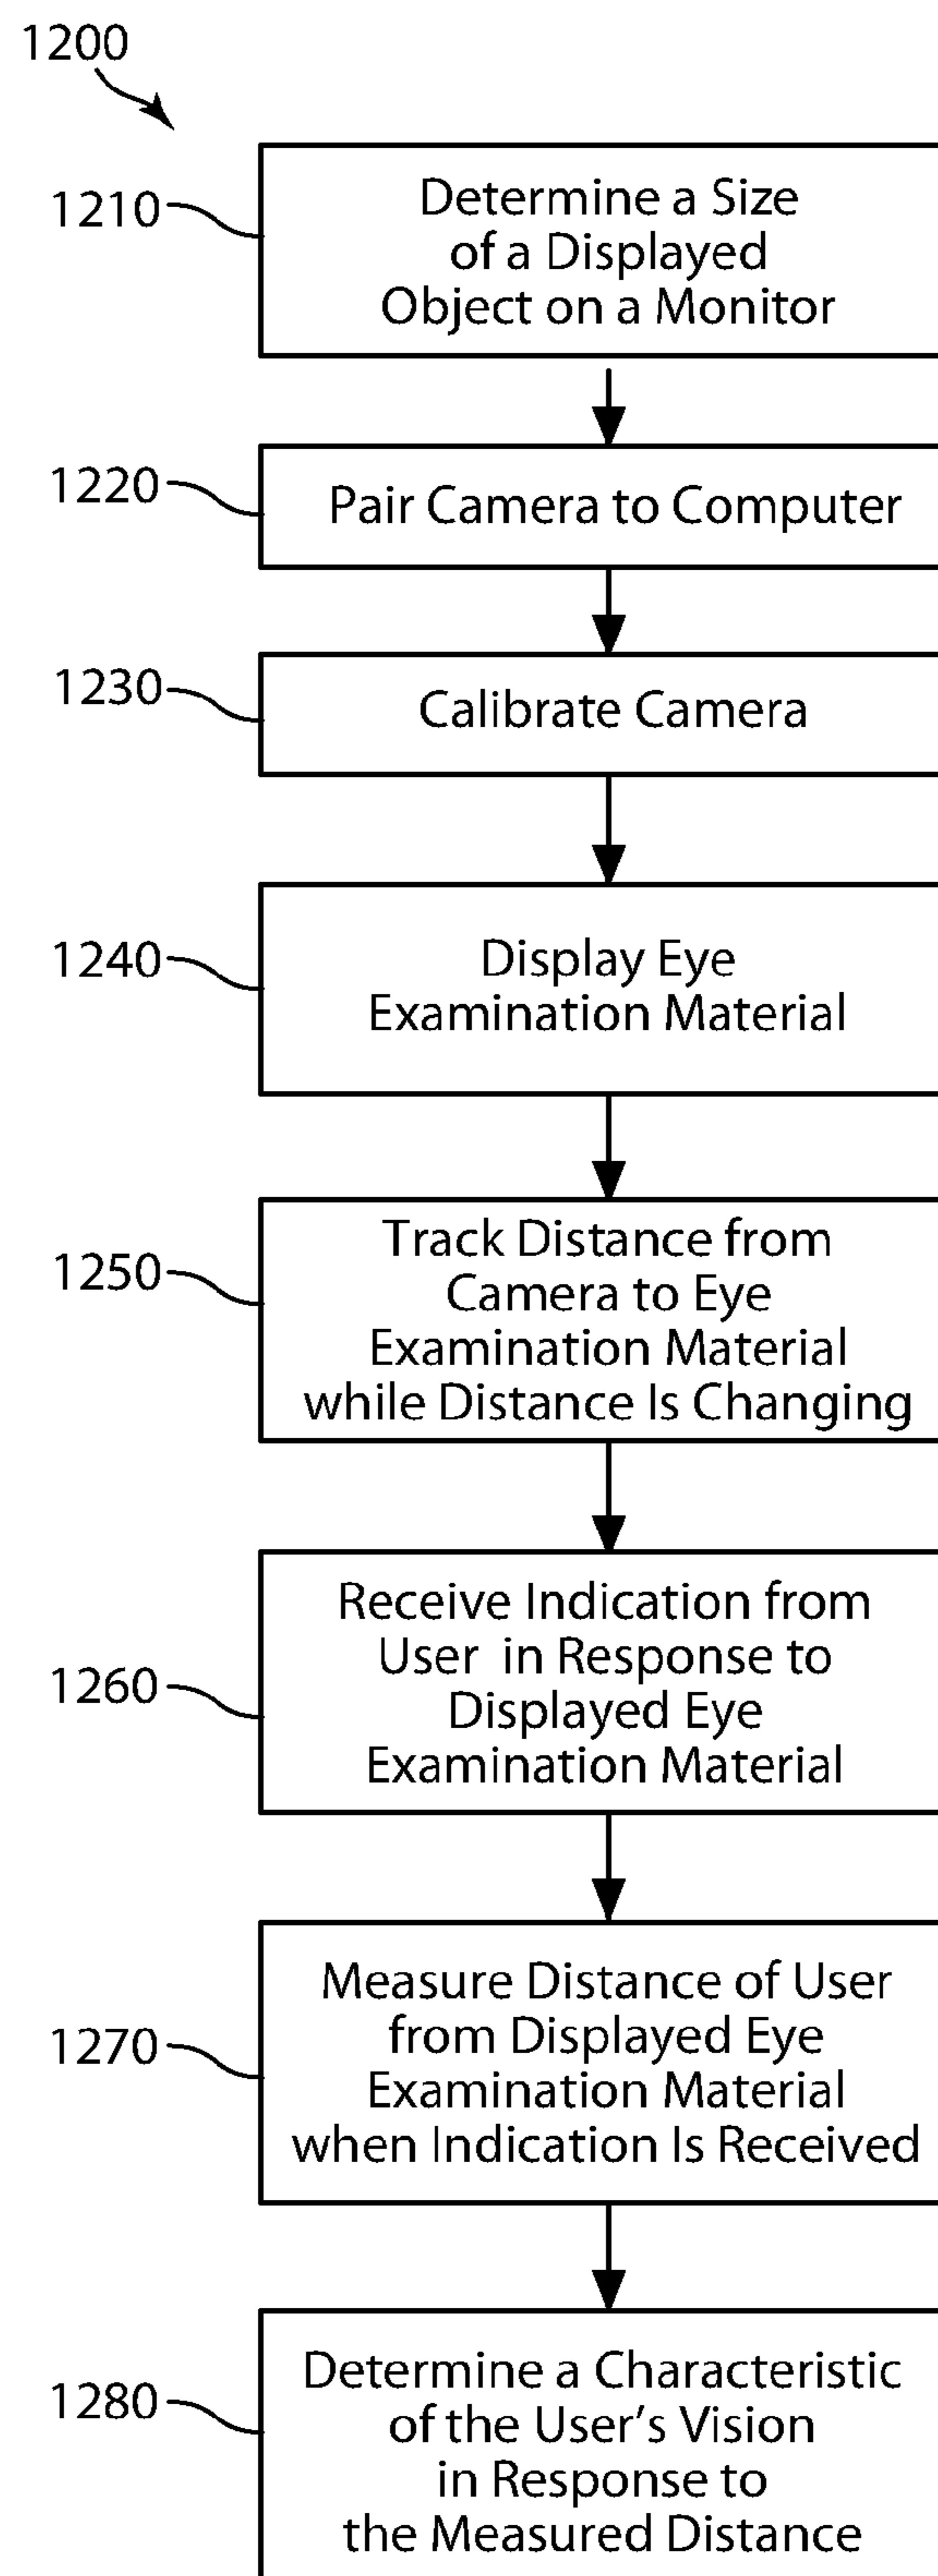 1200
1210
Determine a Size
of a Displayed
Object on a Monitor
1220
Pair Camera to Computer
1230
Calibrate Camera
1240
Display Eye
Examination Material
1250
Track Distance from
Camera to Eye
Examination Material
while Distance Is Changing
1260
Receive Indication from
User in Response to
Displayed Eye
Examination Material
1270
Measure Distance of User
from Displayed Eye
Examination Material
when Indication Is Received
1280
Determine a Characteristic
of the User's Vision
in Response to
the Measured Distance